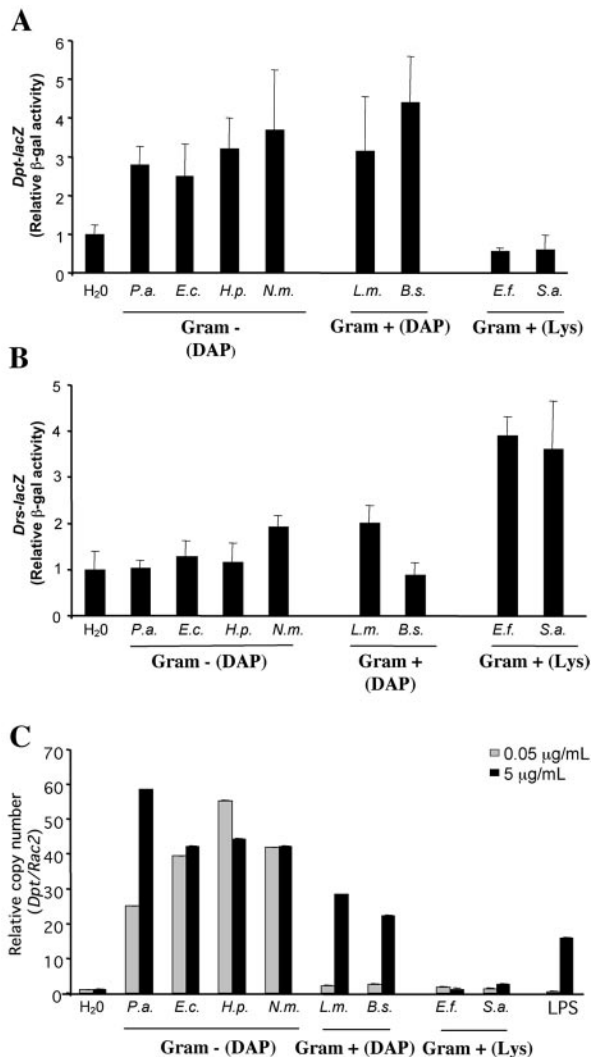 A
Dpt-lacZ
(Relative β-gal activity)
6
5
4
3
2
1
0
H20 P.a. E.c. H.p. N.m. L.m. B.s. E.f. S.a.
Gram - Gram + (DAP) Gram + (Lys)
(DAP)
B
Drs-lacZ
(Relative β-gal activity)
5
4
3
2
1
0
H20 P.a. E.c. H.p. N.m. L.m. B.s. E.f. S.a.
Gram - (DAP) Gram + Gram + (Lys)
(DAP)
C
Relative copy number
(Dpt/Rac2)
70
60
50
40
30
20
10
0
0.05 µg/mL
5 µg/mL
H20 P.a. E.c. H.p. N.m. L.m. B.s. E.f. S.a. LPS
Gram - (DAP) Gram + (DAP) Gram + (Lys)